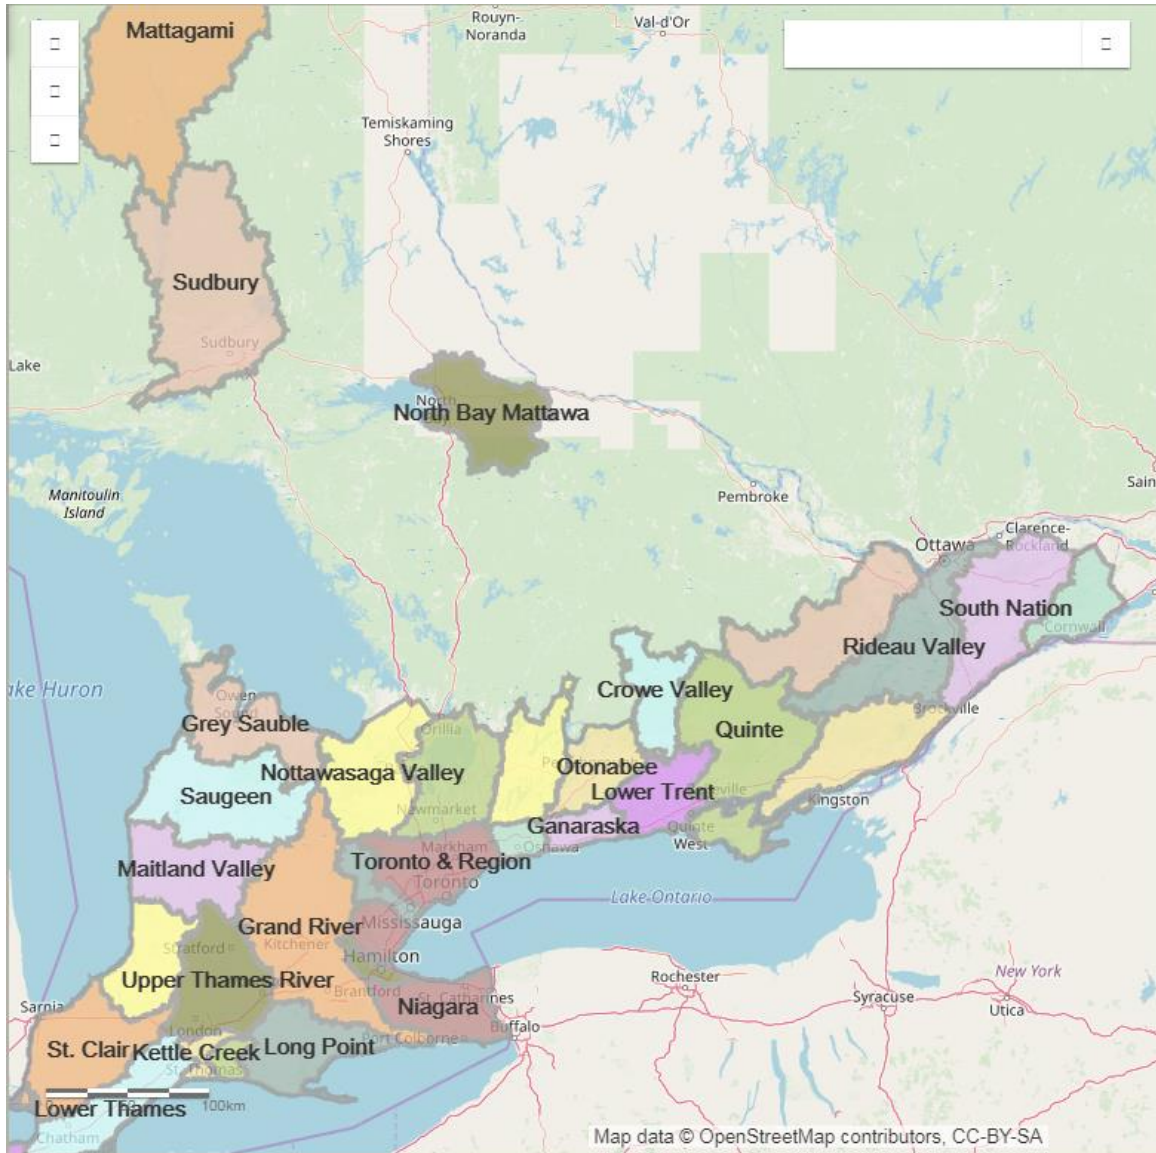 Mattagami
Rouyn-
Noranda
Val-d'Or
Temiskaming
Shores
Sudbury
Sudbury
Lake
North
North Bay Mattawa
Manitoulin
Island
Pembroke
Sain
Ottawa
Clarence-
Rockland
South Nation
Cornwall
Rideau Valley
ake Huron
Owen
Sound
Grey Sauble
Crowe Valley
Brockville
Orillia
Quinte
Nottawasaga Valley
Otonabee
Saugeen
Lower Trent
eville
Kingston
Newmarket
Ganaraska
Quinte
West
Markham
Oshawa
Toronto & Region
Maitland Valley
Toronto
Lake Ontario
Grand River
Mississauga
Kitchener
Stratford
Hamilton
Upper Thames River
Brantford
Niagara
St. Catharines
Rochester
New York
Syracuse
Utica
Sarnia
London
Buffalo
St. Clair
Kettle Creek
Long Point
Port Colborne
St. Thomas
0
100km
Lower Thames
Chatham
Map data © OpenStreetMap contributors, CC-BY-SA